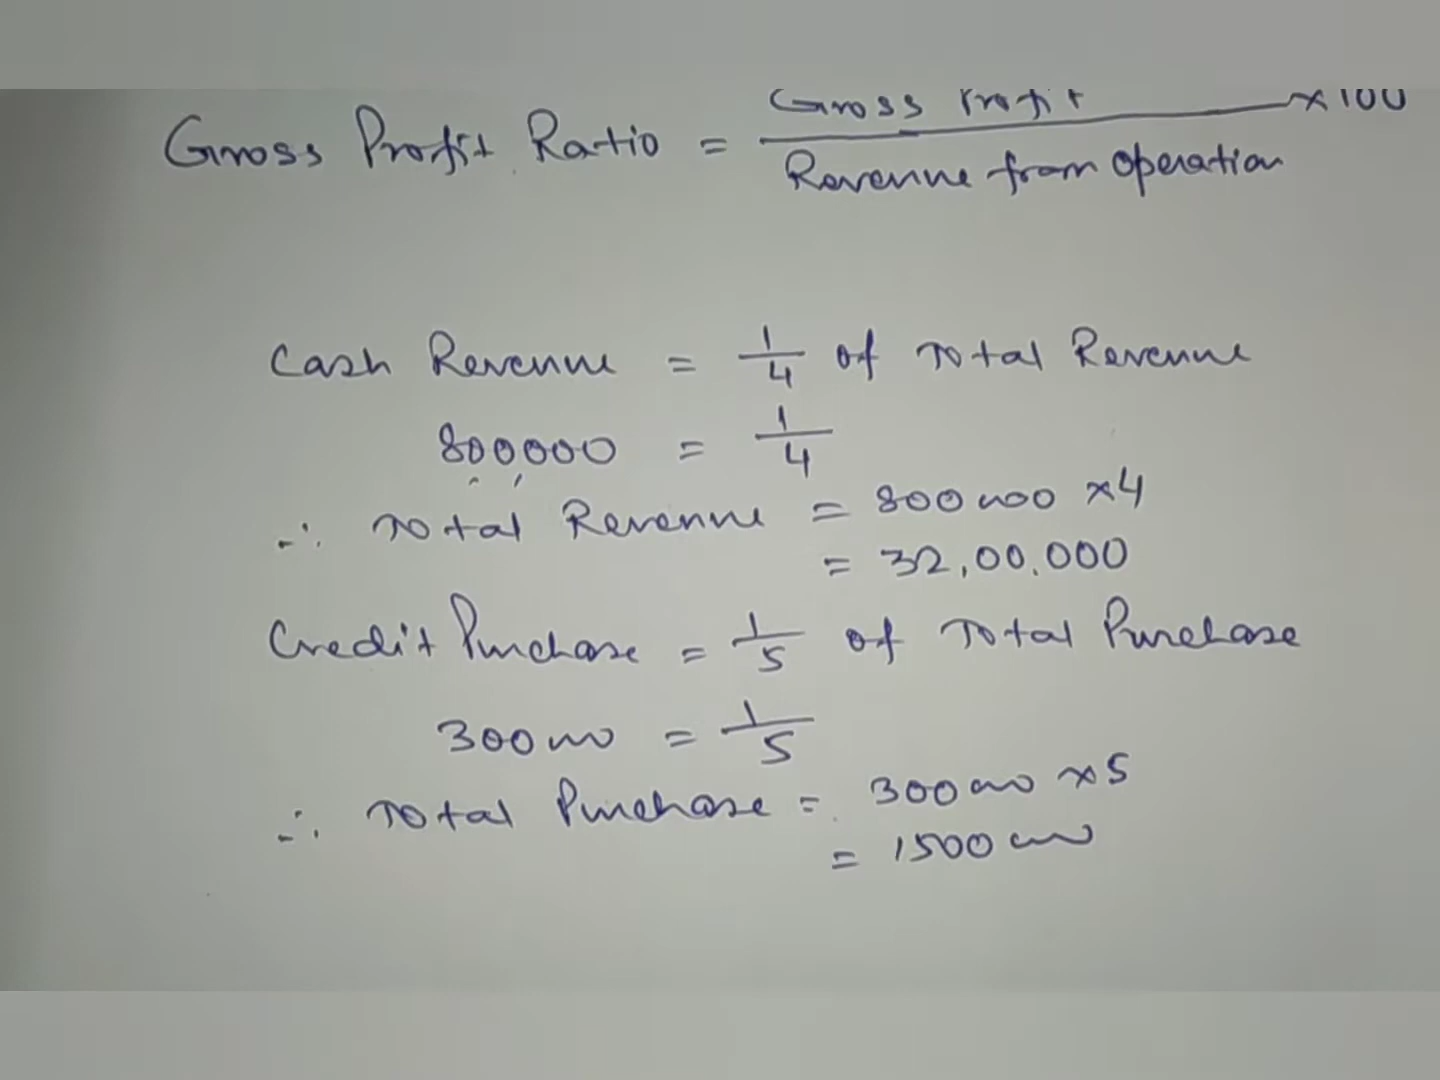 Gross Profit x 100
Gross Profit Ratio =
Revenue from operation
Cash Revenue = 1/4 of Total Revenue
800000 = 1/4
∴ Total Revenue = 800000 x4
= 32,00,000
Credit Purchase = 1/5 of Total Purchase
300000 = 1/5
∴ Total Purchase = 300000 x5
= 1500000